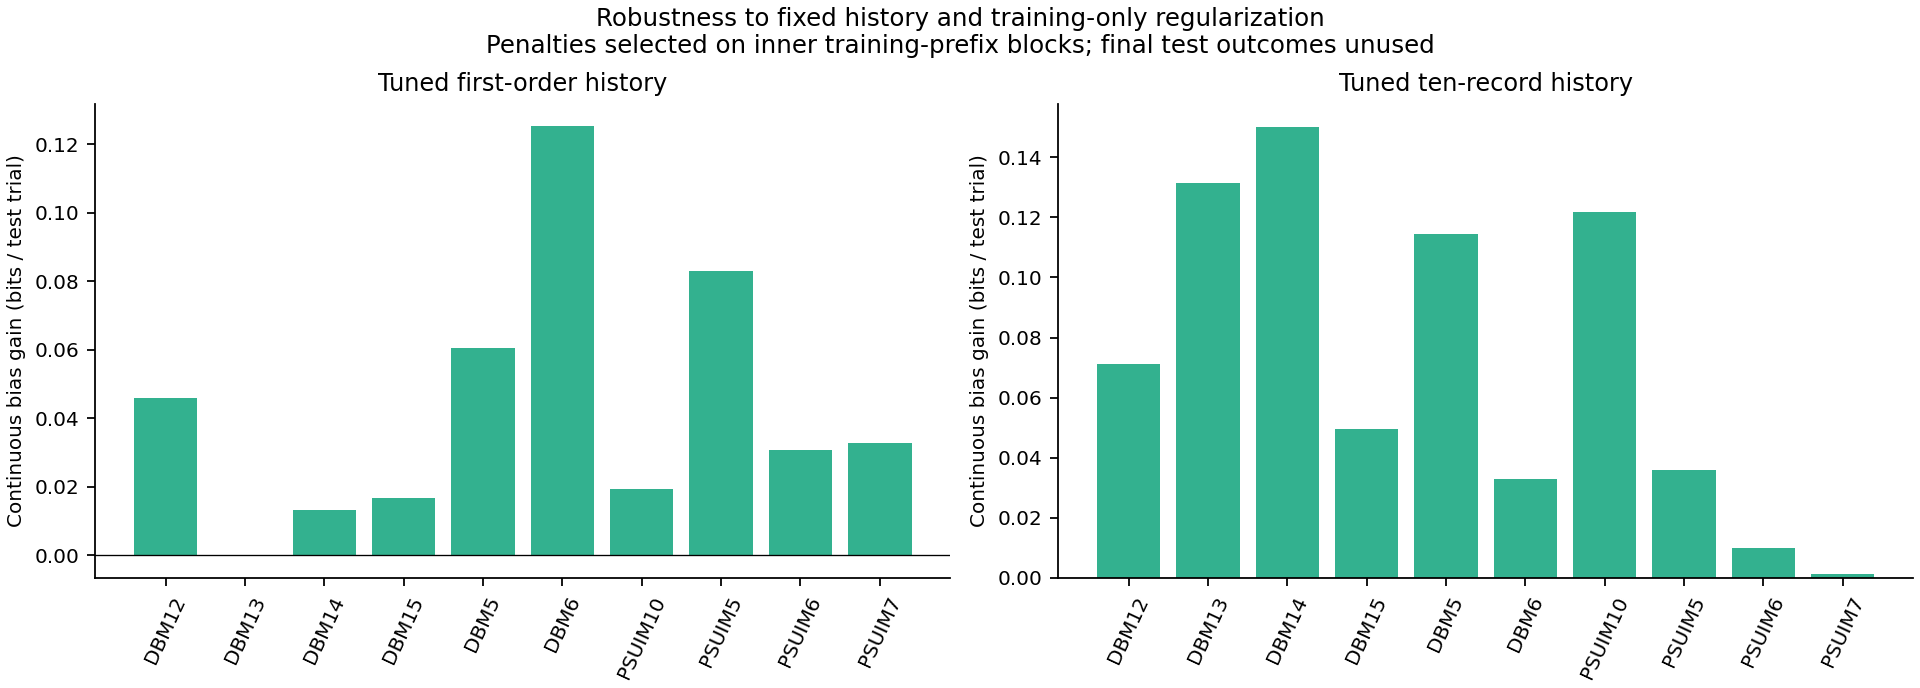 Robustness to fixed history and training-only regularization
Penalties selected on inner training-prefix blocks; final test outcomes unused
Tuned first-order history
Continuous bias gain (bits / test trial)
0.12
0.10
0.08
0.06
0.04
0.02
0.00
DBM12
DBM13
DBM14
DBM15
DBM5
DBM6
PSUIM10
PSUIM5
PSUIM6
PSUIM7
Tuned ten-record history
Continuous bias gain (bits / test trial)
0.14
0.12
0.10
0.08
0.06
0.04
0.02
0.00
DBM12
DBM13
DBM14
DBM15
DBM5
DBM6
PSUIM10
PSUIM5
PSUIM6
PSUIM7